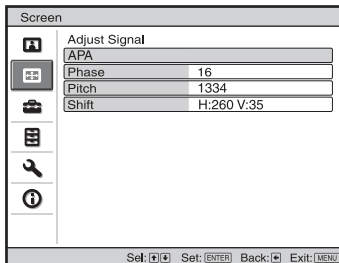 Screen
Adjust Signal
APA
Phase 16
Pitch 1334
Shift H:260 V:35
Sel: Set: ENTER Back: Exit: MENU